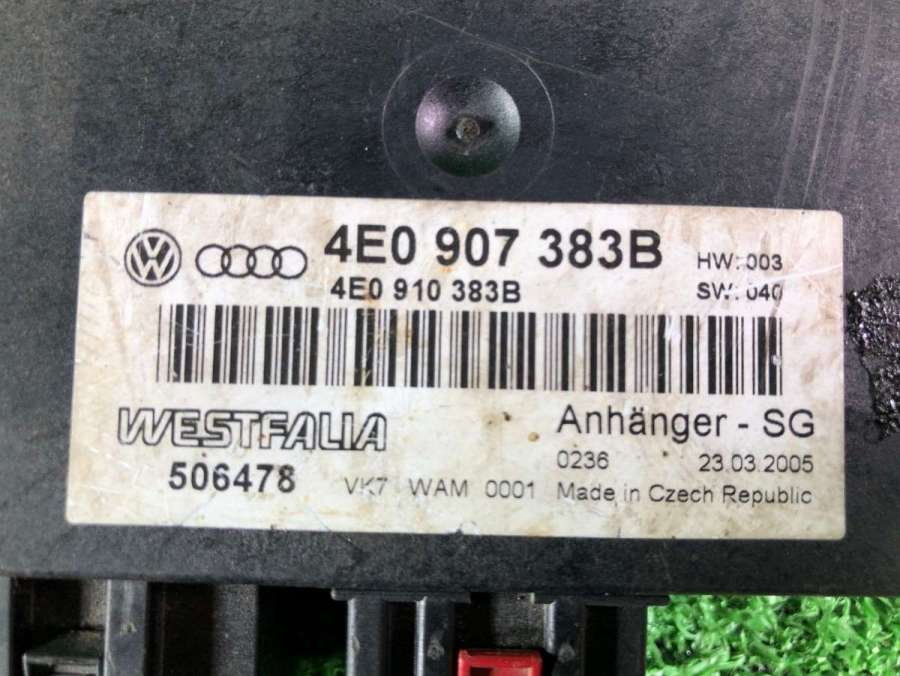 4E0 907 383B HW: 003
4E0 910 383B SW: 040
WESTFALIA Anhänger - SG
506478 VK7 WAM 0001 0236 23.03.2005
Made in Czech Republic